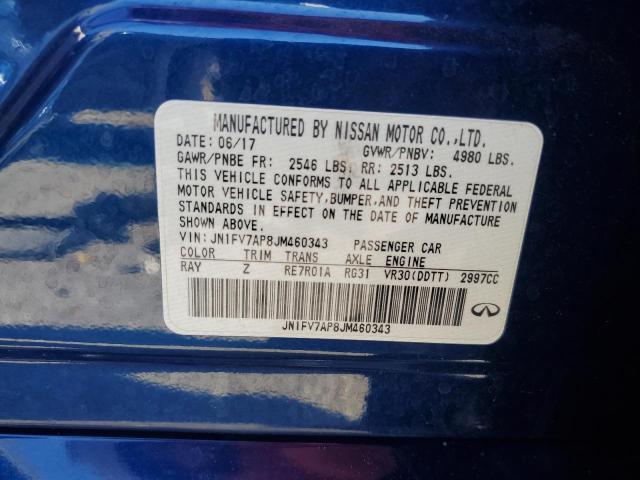 MANUFACTURED BY NISSAN MOTOR CO.,LTD.
DATE: 06/17 GVWR/PNBV: 4980 LBS.
GAWR/PNBE FR: 2546 LBS; RR: 2513 LBS.
THIS VEHICLE CONFORMS TO ALL APPLICABLE FEDERAL
MOTOR VEHICLE SAFETY, BUMPER, AND THEFT PREVENTION
STANDARDS IN EFFECT ON THE DATE OF MANUFACTURE
SHOWN ABOVE.
VIN: JN1FV7AP8JM460343 PASSENGER CAR
COLOR TRIM TRANS AXLE ENGINE
RAY Z RE7R01A RG31 VR30(DDTT) 2997CC
JN1FV7AP8JM460343